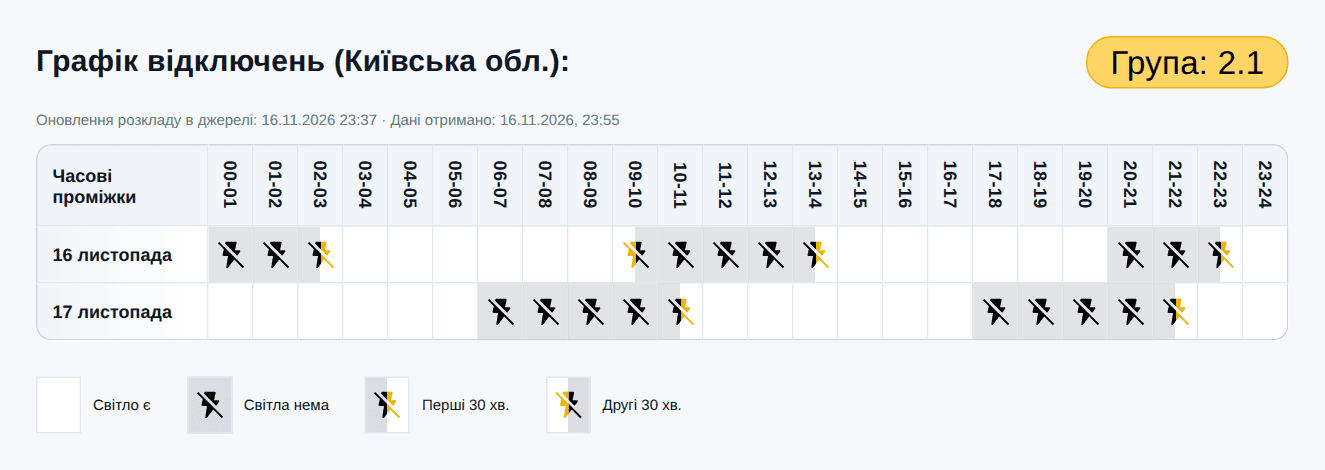 Графік відключень (Київська обл.):
Група: 2.1
Оновлення розкладу в джерелі: 16.11.2026 23:37 · Дані отримано: 16.11.2026, 23:55
Часові
проміжки
00-01 01-02 02-03 03-04 04-05 05-06 06-07 07-08 08-09 09-10 10-11 11-12 12-13 13-14 14-15 15-16 16-17 17-18 18-19 19-20 20-21 21-22 22-23 23-24
16 листопада
17 листопада
Світло є Світла нема Перші 30 хв. Другі 30 хв.